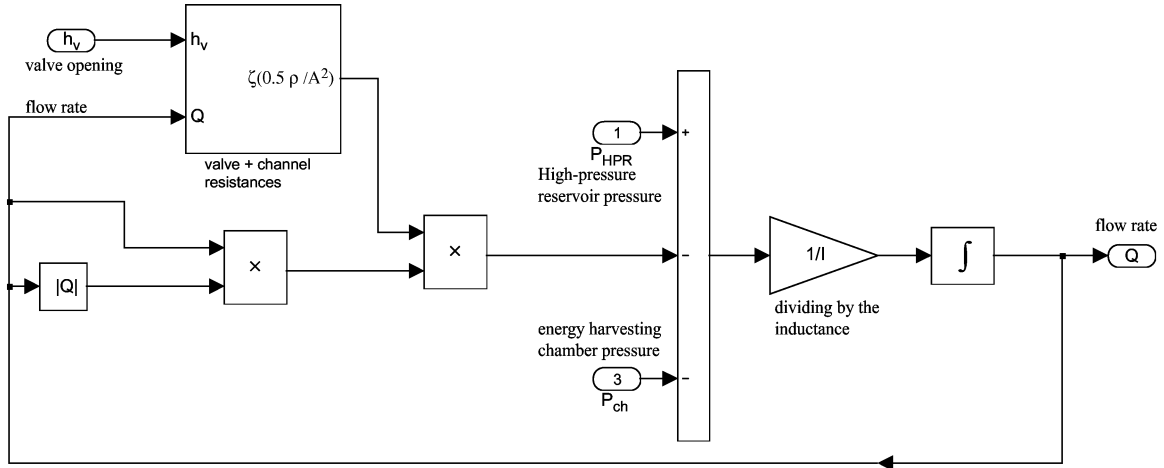 h_v
valve opening
h_v
ζ(0.5 ρ /A²)
flow rate
Q
valve + channel
resistances
|Q|
×
×
1
P_HPR
High-pressure
reservoir pressure
+
−
−
energy harvesting
chamber pressure
3
P_ch
1/I
dividing by the
inductance
∫
flow rate
Q